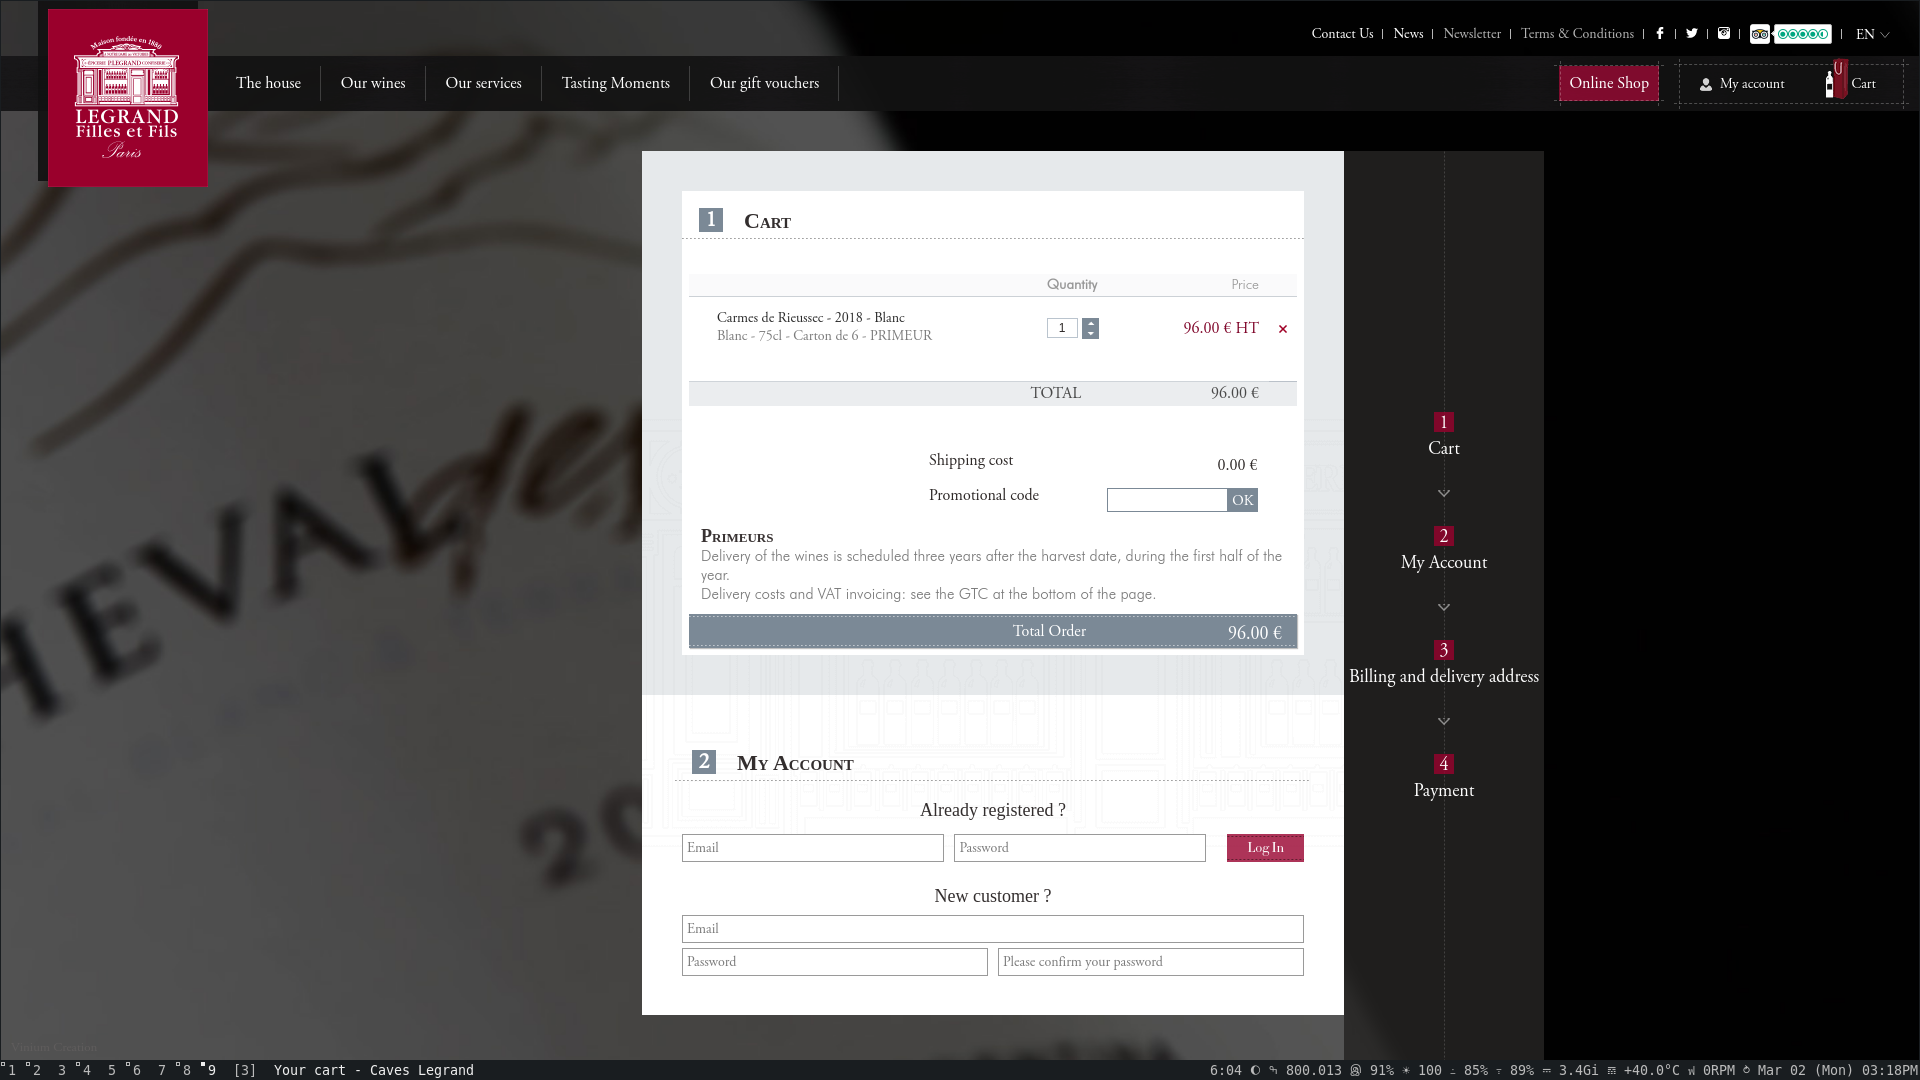 Contact Us
News
Newsletter
Terms & Conditions
EN
Maison fondée en 1880
LEGRAND
Filles et Fils
Paris
The house
Our wines
Our services
Tasting Moments
Our gift vouchers
Online Shop
My account
Cart
1 Cart
Quantity Price
Carmes de Rieussec - 2018 - Blanc
Blanc - 75cl - Carton de 6 - PRIMEUR
1
96.00 € HT
TOTAL 96.00 €
Shipping cost 0.00 €
Promotional code OK
Primeurs
Delivery of the wines is scheduled three years after the harvest date, during the first half of the
year.
Delivery costs and VAT invoicing: see the GTC at the bottom of the page.
Total Order 96.00 €
1
Cart
2
My Account
3
Billing and delivery address
4
Payment
2 My Account
Already registered ?
Email Password Log In
New customer ?
Email
Password Please confirm your password
HEVAL
20
1 2 3 4 5 6 7 8 9 [3] Your cart - Caves Legrand
6:04 800.013 91% 100 85% 89% 3.4Gi +40.0°C 0RPM Mar 02 (Mon) 03:18PM